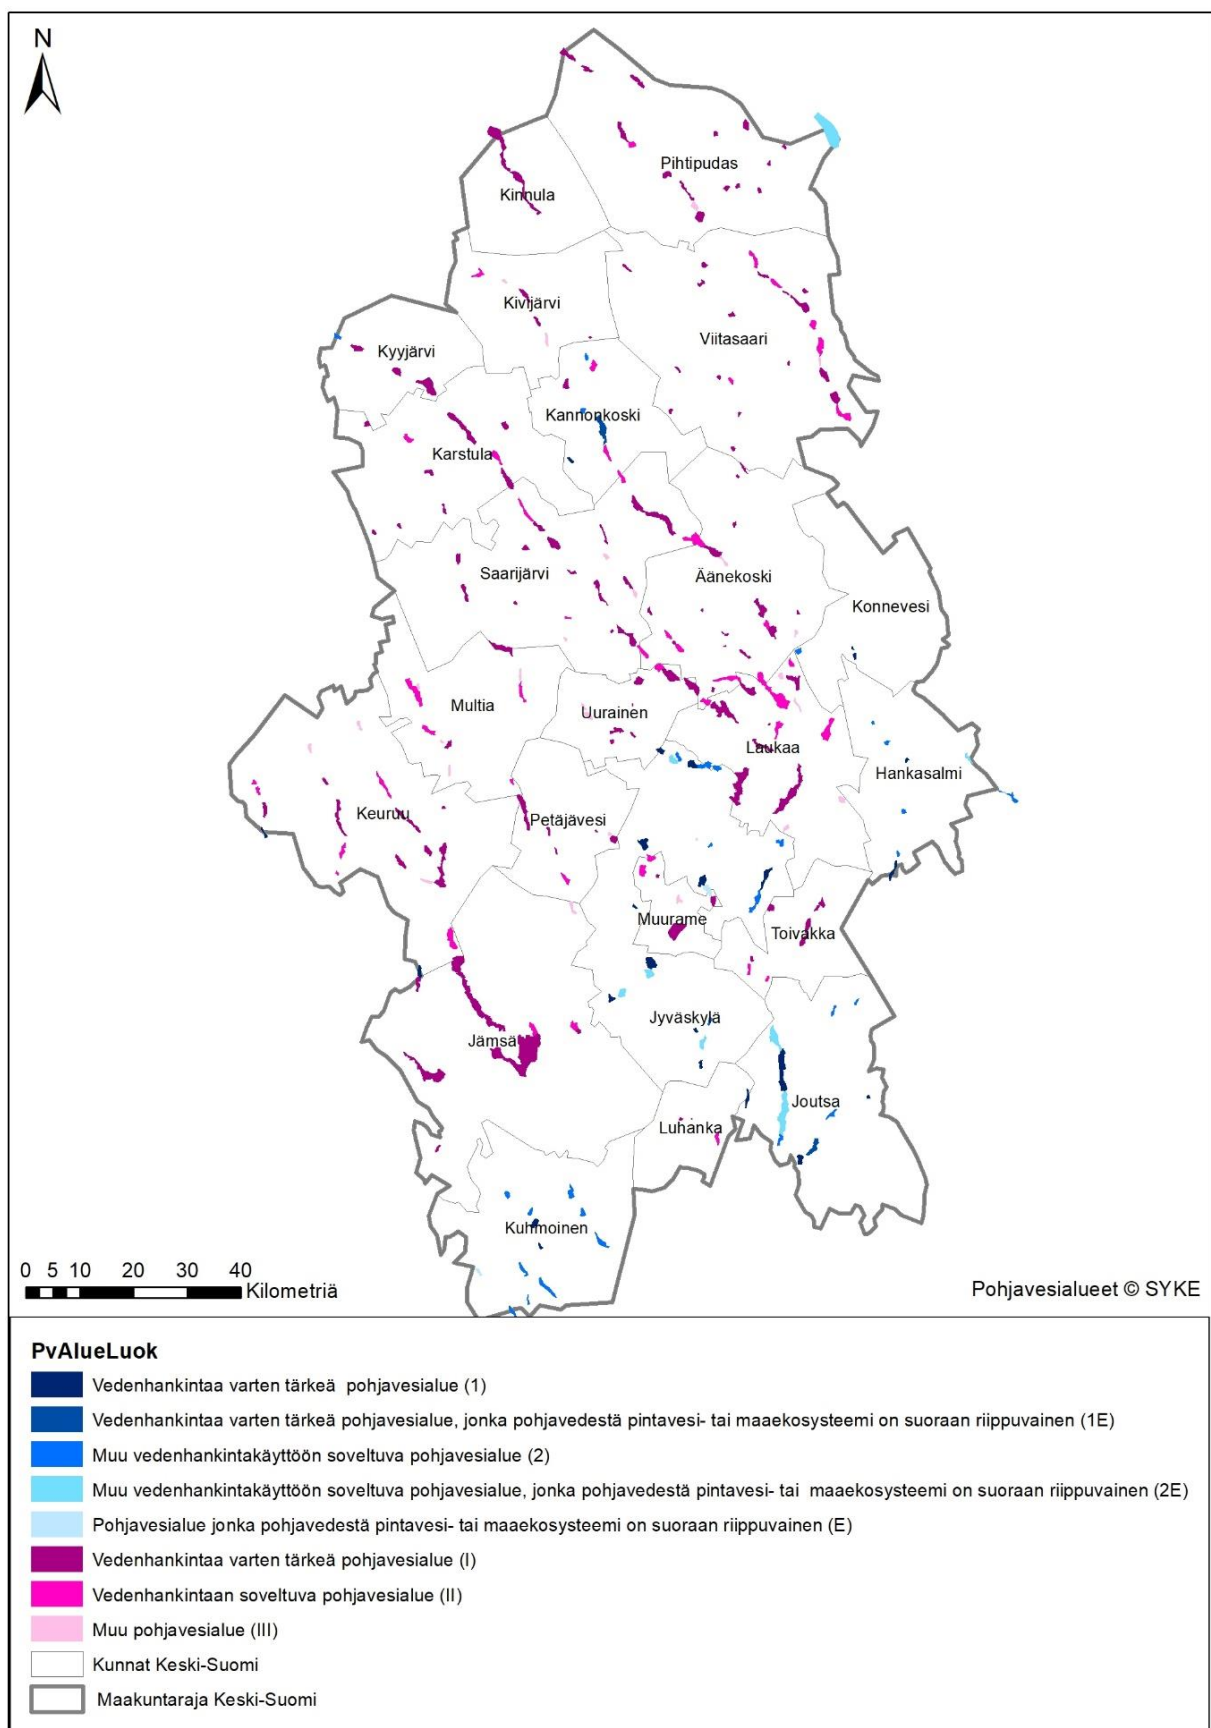 N
Pihtipudas
Kinnula
Kivijärvi
Viitasaari
Kyyjärvi
Kannonkoski
Karstula
Saarijärvi
Äänekoski
Konnevesi
Multia
Uurainen
Laukaa
Hankasalmi
Keuruu
Petäjävesi
Muurame
Toivakka
Jyväskylä
Jämsä
Joutsa
Luhanka
Kuhmoinen
0 5 10 20 30 40
Kilometriä
Pohjavesialueet © SYKE
PvAlueLuok
Vedenhankintaa varten tärkeä pohjavesialue (1)
Vedenhankintaa varten tärkeä pohjavesialue, jonka pohjavedestä pintavesi- tai maaekosysteemi on suoraan riippuvainen (1E)
Muu vedenhankintakäyttöön soveltuva pohjavesialue (2)
Muu vedenhankintakäyttöön soveltuva pohjavesialue, jonka pohjavedestä pintavesi- tai maaekosysteemi on suoraan riippuvainen (2E)
Pohjavesialue jonka pohjavedestä pintavesi- tai maaekosysteemi on suoraan riippuvainen (E)
Vedenhankintaa varten tärkeä pohjavesialue (I)
Vedenhankintaan soveltuva pohjavesialue (II)
Muu pohjavesialue (III)
Kunnat Keski-Suomi
Maakuntaraja Keski-Suomi